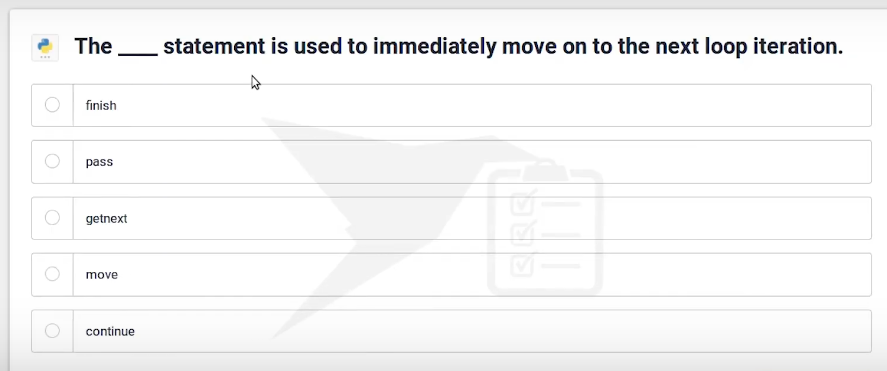 The ____ statement is used to immediately move on to the next loop iteration.
finish
pass
getnext
move
continue